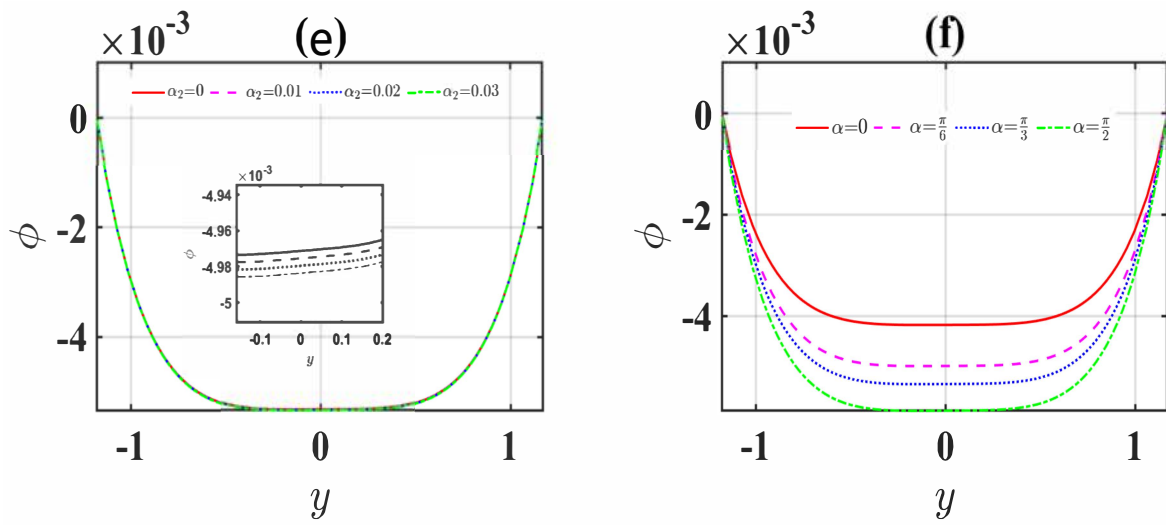 ×10⁻³
(e)
α₂=0 α₂=0.01 α₂=0.02 α₂=0.03
0
-2
-4
ϕ
×10⁻³
-4.94
-4.96
-4.98
-5
ϕ
-0.1 0 0.1 0.2
y
-1 0 1
y
×10⁻³
(f)
α=0 α=π/6 α=π/3 α=π/2
0
-2
-4
ϕ
-1 0 1
y